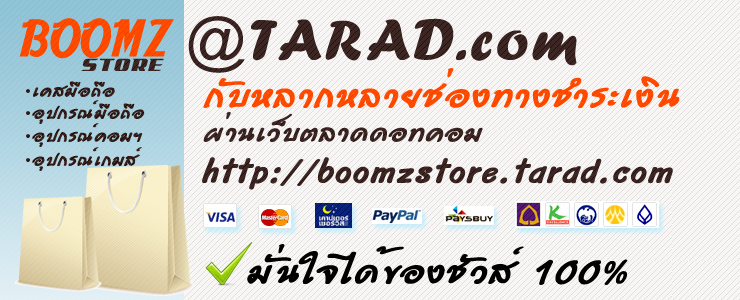 BOOMZ
STORE
•เคสมือถือ
•อุปกรณ์มือถือ
•อุปกรณ์คอมฯ
•อุปกรณ์เกมส์
@TARAD.com
กับหลากหลายช่องทางชำระเงิน
ผ่านเว็บตลาดดอทคอม
http://boomzstore.tarad.com
VISA MasterCard เคาน์เตอร์ เซอร์วิส PayPal PAYSBUY
มั่นใจได้ของชัวส์ 100%